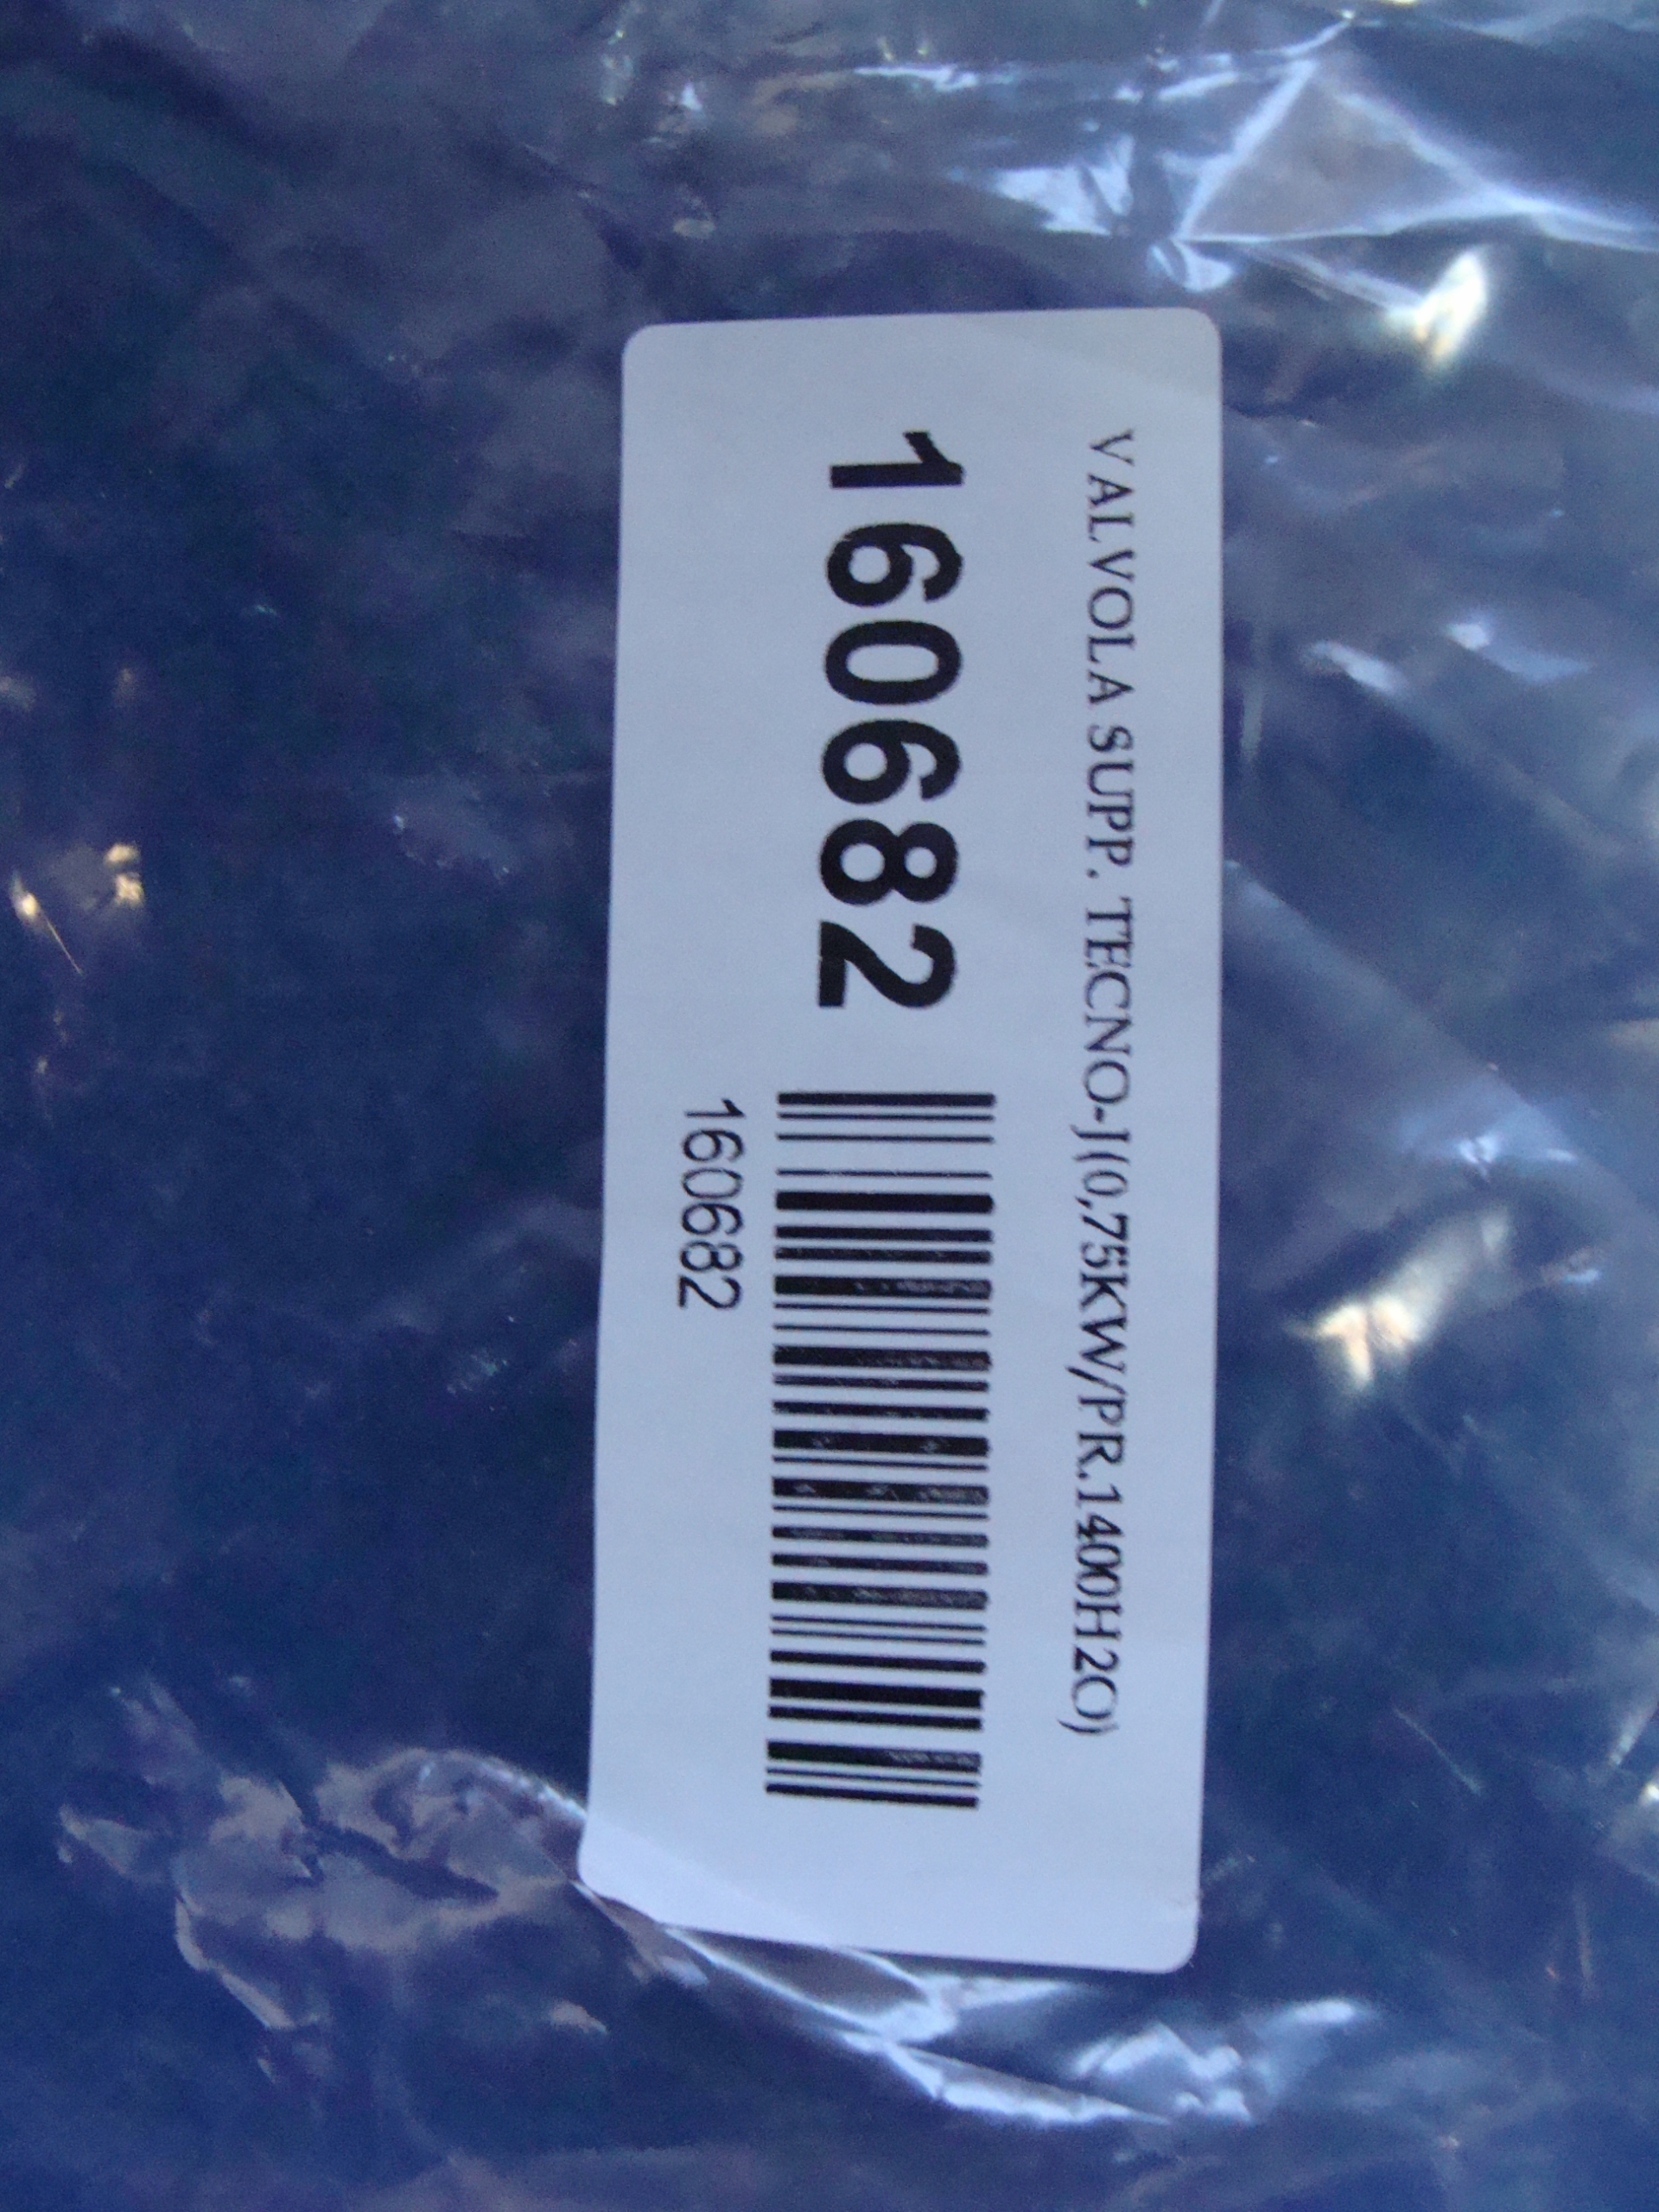 VALVOLA SUPP. TECNO-J(0,75KW/PR.1400H2O)
160682
160682